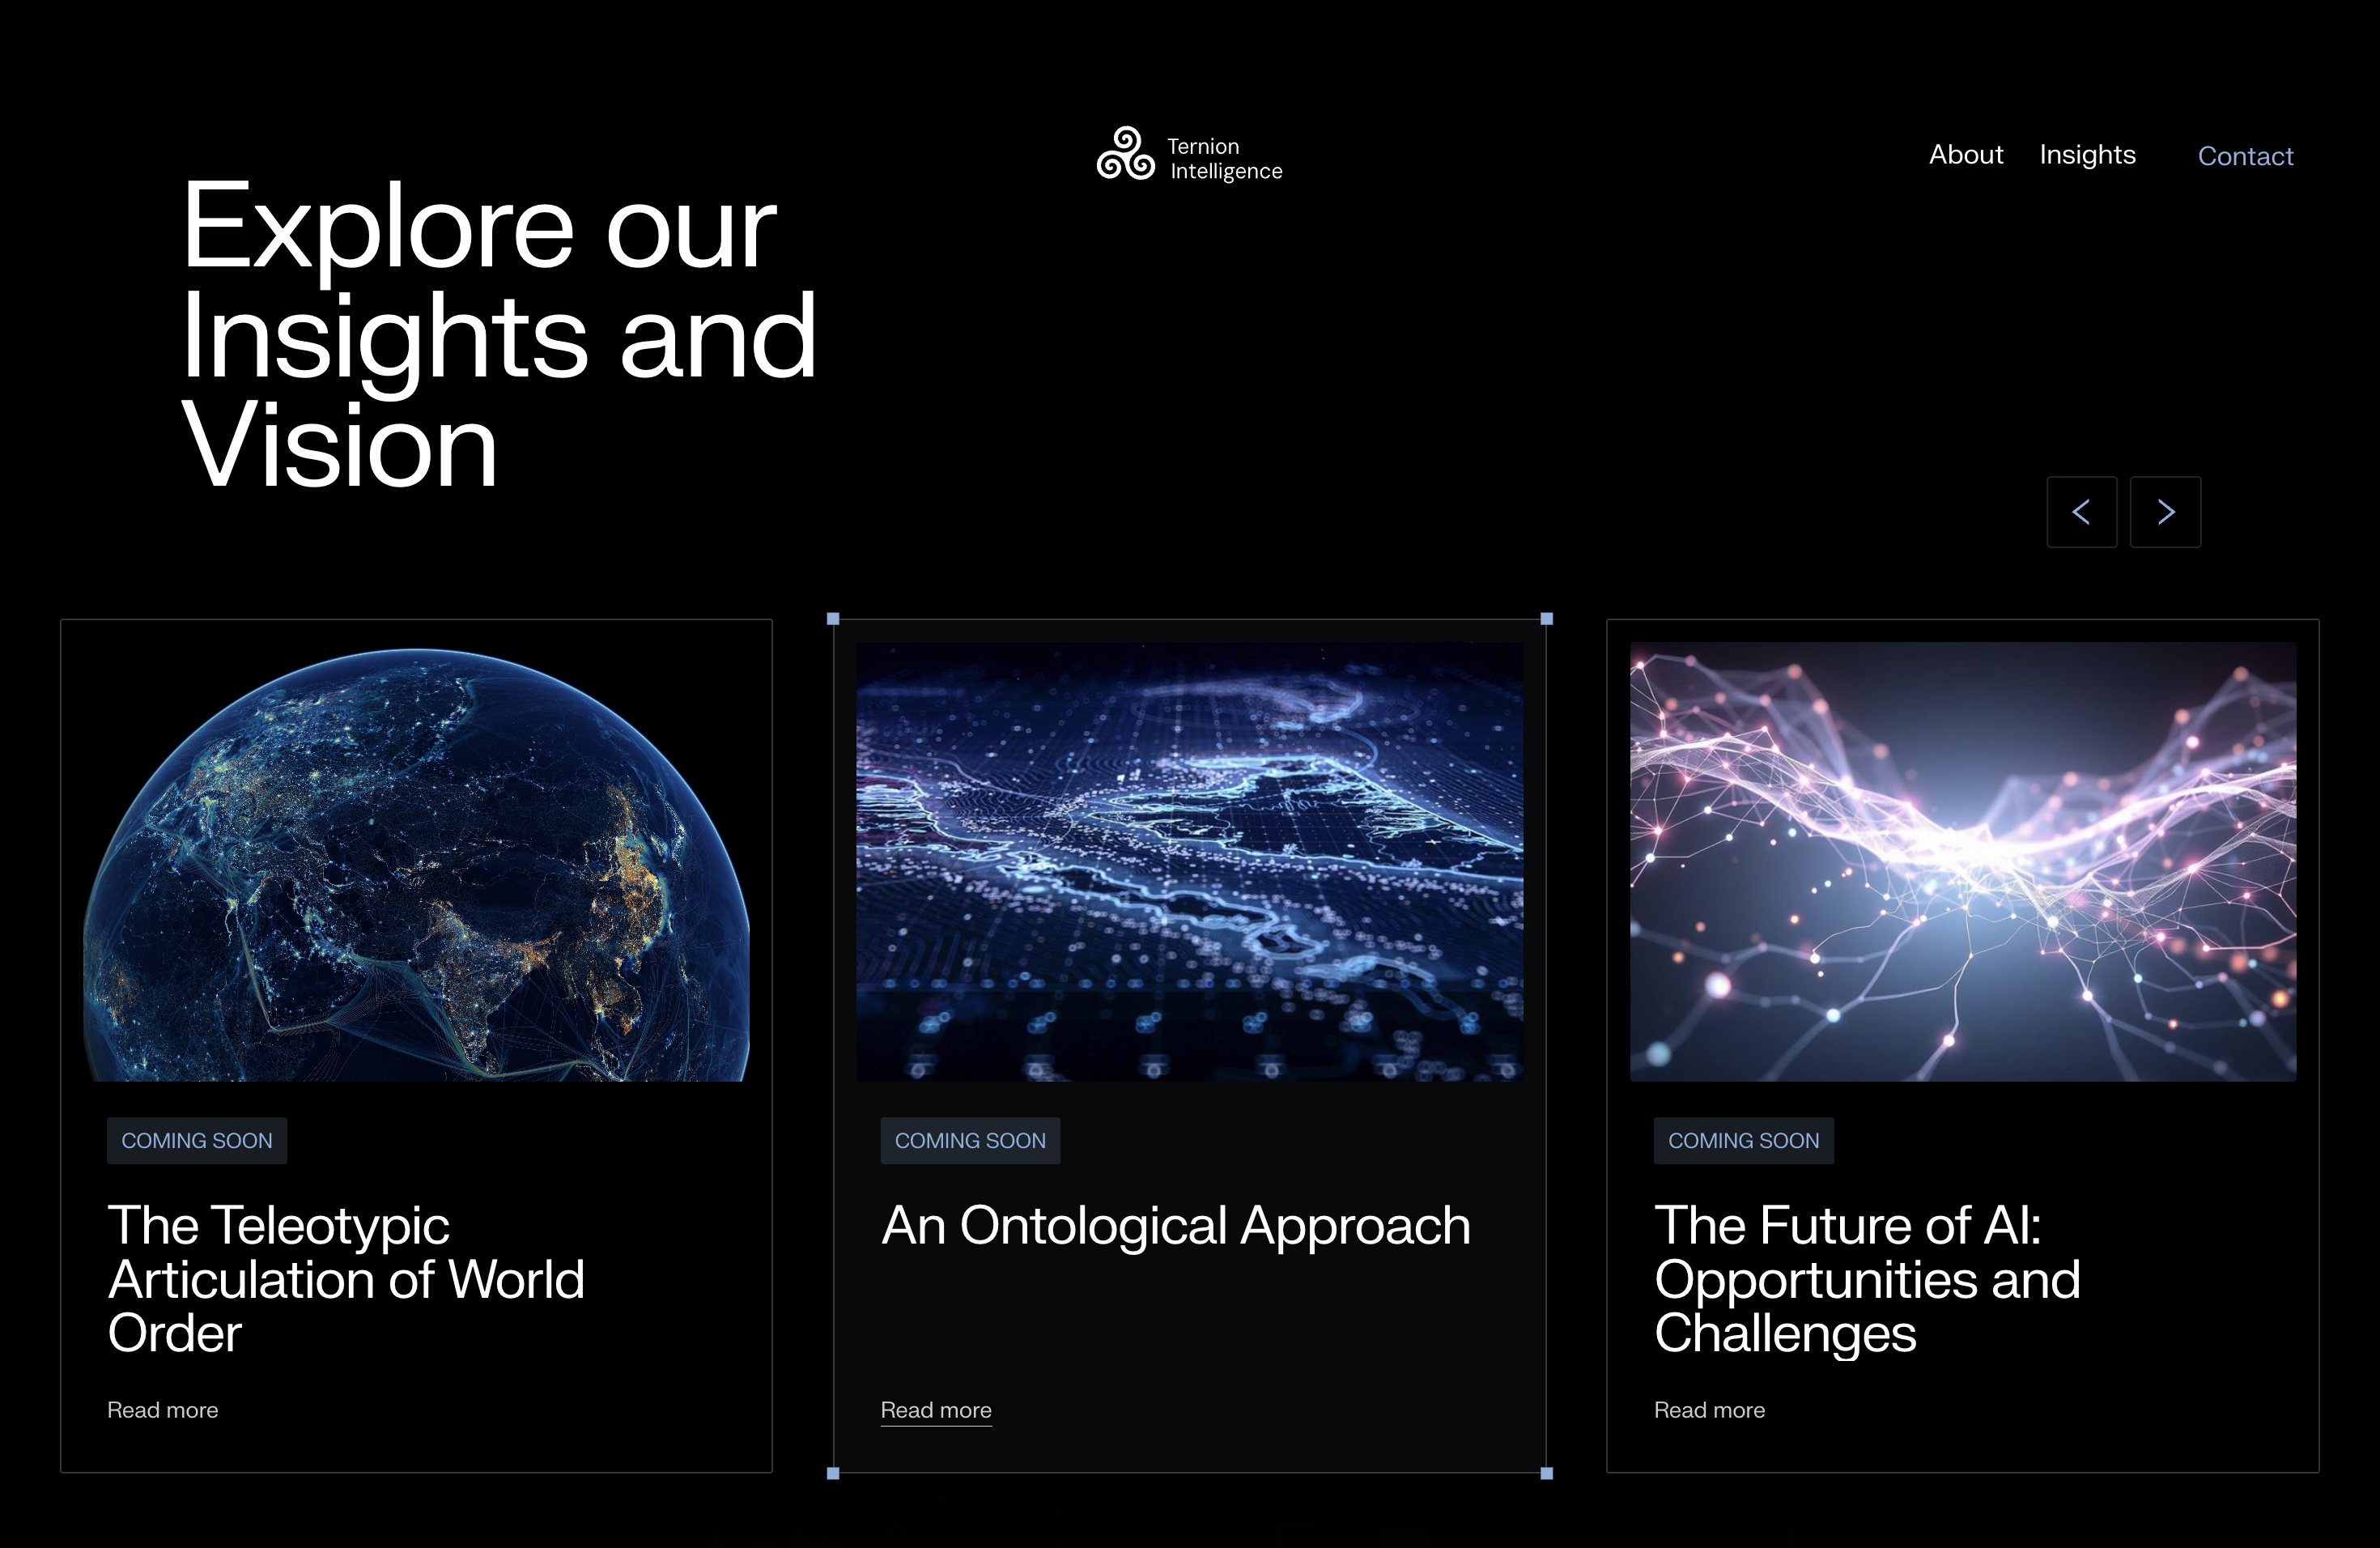 Ternion
Intelligence
About
Insights
Contact
Explore our
Insights and
Vision
COMING SOON
The Teleotypic
Articulation of World
Order
Read more
COMING SOON
An Ontological Approach
Read more
COMING SOON
The Future of AI:
Opportunities and
Challenges
Read more